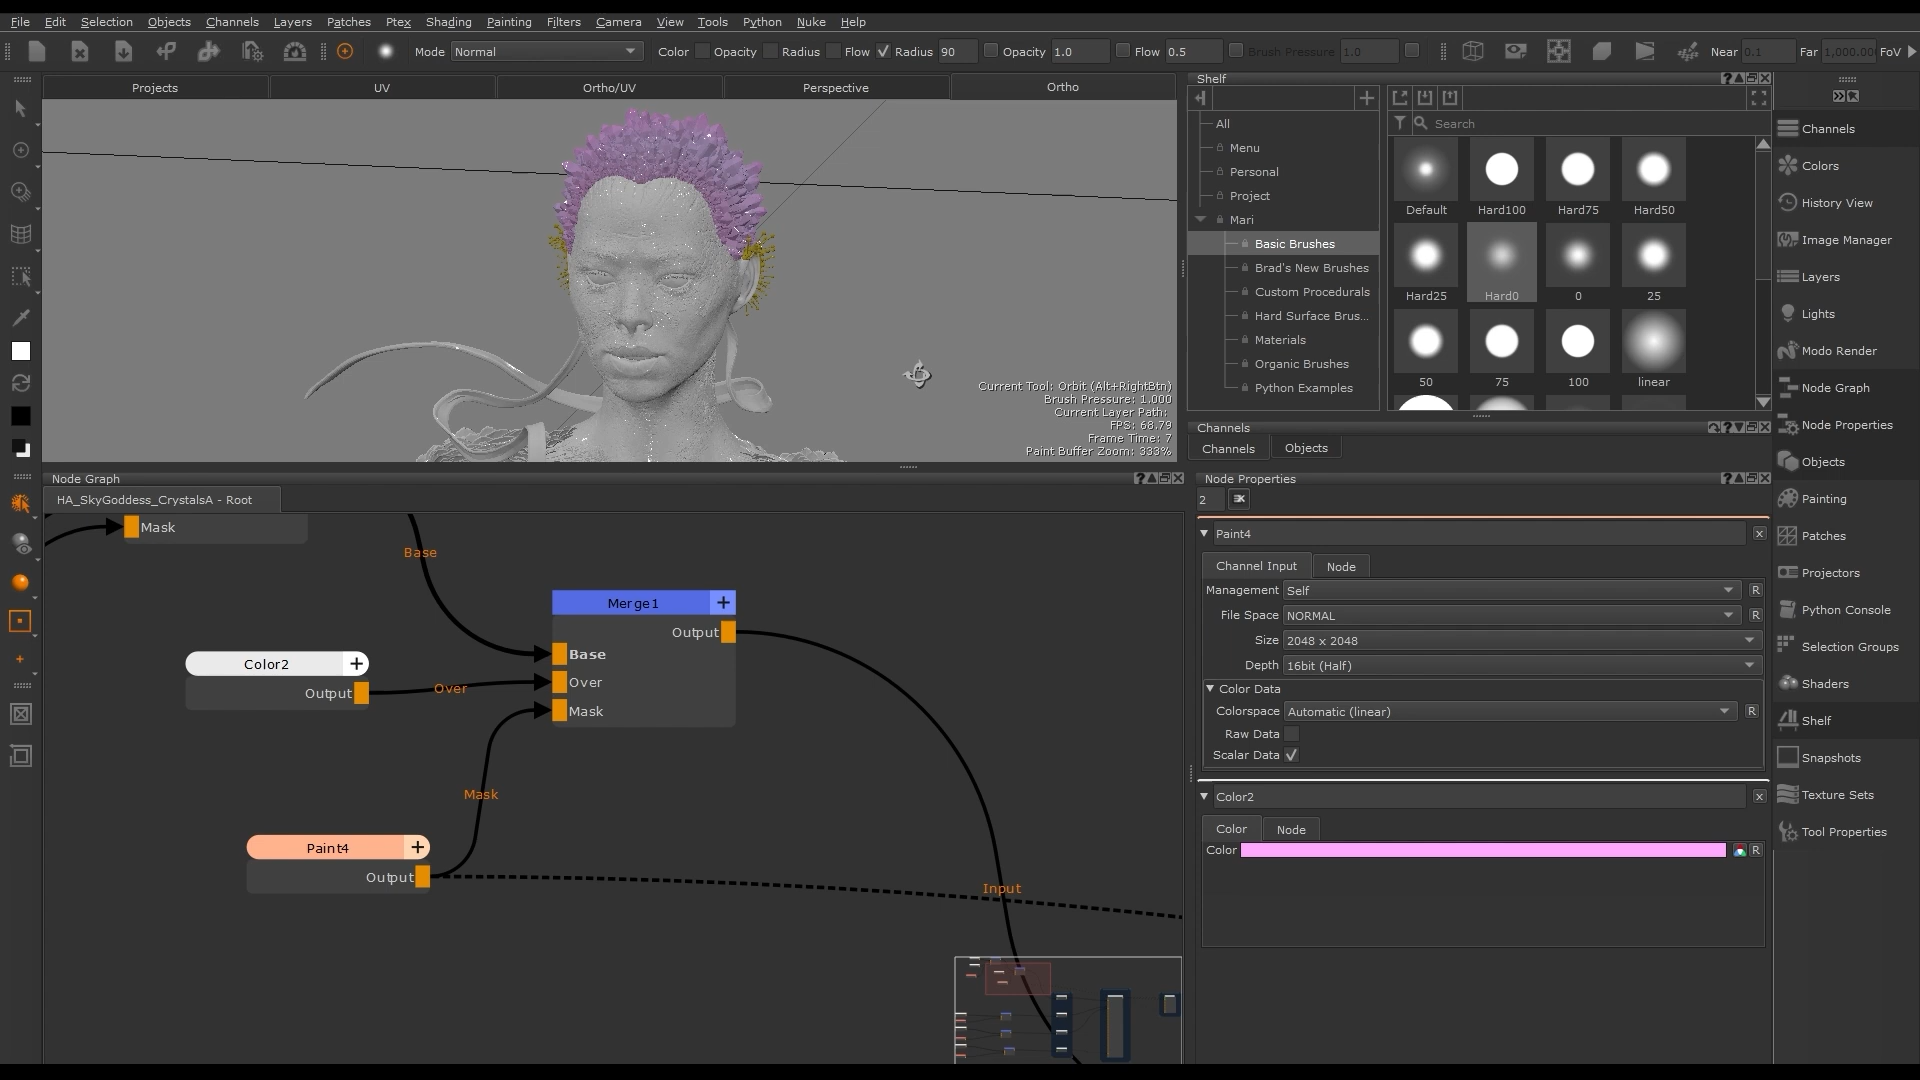 File Edit Selection Objects Channels Layers Patches Ptex Shading Painting Filters Camera View Tools Python Nuke Help
Mode Normal Color Opacity Radius Flow Radius 90 Opacity 1.0 Flow 0.5 Brush Pressure 1.0 Near 0.1 Far 1,000.00 FoV
Projects UV Ortho/UV Perspective Ortho
Current Tool: Orbit (Alt+RightBtn)
Brush Pressure: 1,000
Current Layer Path:
FPS: 68.79
Frame Time: 7
Paint Buffer Zoom: 333%
Shelf
Search
All
Menu
Personal
Project
Mari
Basic Brushes
Brad's New Brushes
Custom Procedurals
Hard Surface Brus...
Materials
Organic Brushes
Python Examples
Default Hard100 Hard75 Hard50
Hard25 Hard0 0 25
50 75 100 linear
Channels
Channels Objects
Channels
Colors
History View
Image Manager
Layers
Lights
Modo Render
Node Graph
Node Properties
Objects
Painting
Patches
Projectors
Python Console
Selection Groups
Shaders
Shelf
Snapshots
Texture Sets
Tool Properties
Node Graph
HA_SkyGoddess_CrystalsA - Root
Mask
Base
Merge1 +
Output
Base
Over
Mask
Color2 +
Output
Over
Mask
Paint4 +
Output
Input
Node Properties
2
Paint4
Channel Input Node
Management Self R
File Space NORMAL R
Size 2048 x 2048
Depth 16bit (Half)
Color Data
Colorspace Automatic (linear) R
Raw Data
Scalar Data
Color2
Color Node
Color R